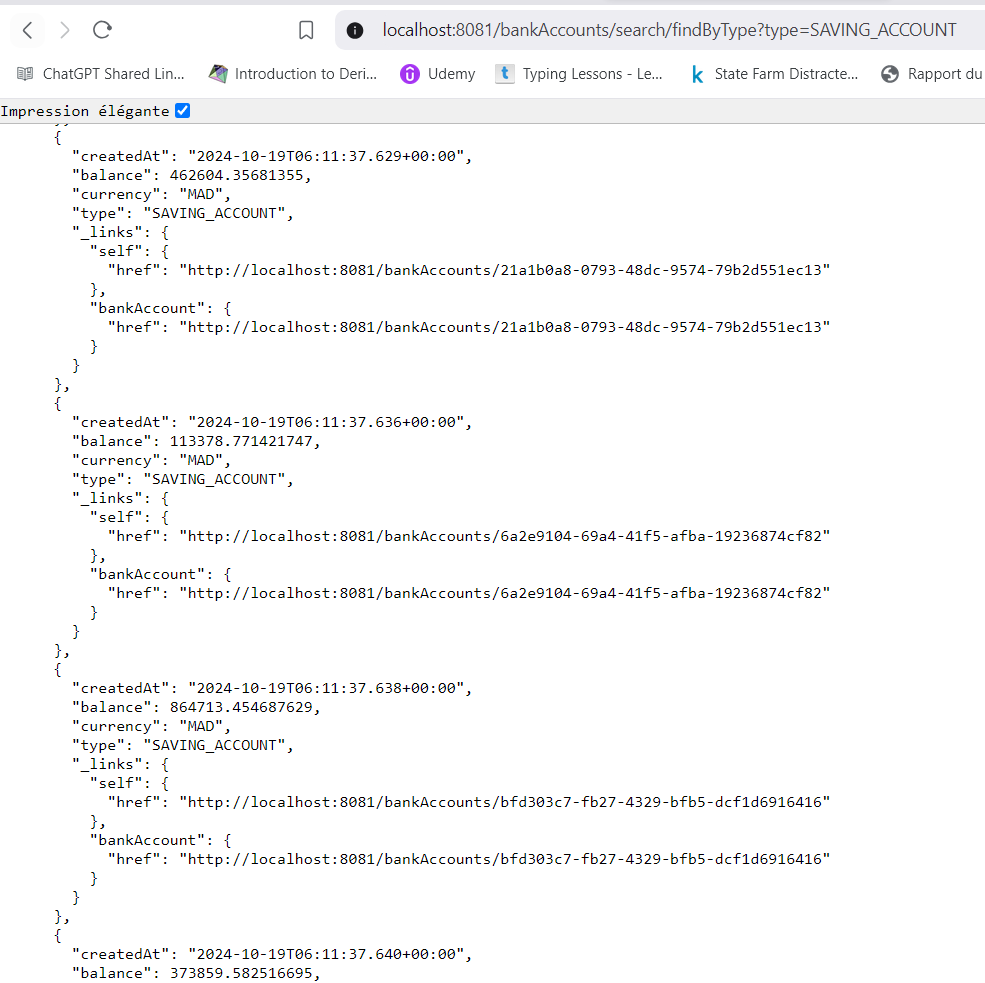 localhost:8081/bankAccounts/search/findByType?type=SAVING_ACCOUNT
ChatGPT Shared Lin... Introduction to Deri... Udemy Typing Lessons - Le... State Farm Distracte... Rapport du
Impression élégante
{
"createdAt": "2024-10-19T06:11:37.629+00:00",
"balance": 462604.35681355,
"currency": "MAD",
"type": "SAVING_ACCOUNT",
"_links": {
"self": {
"href": "http://localhost:8081/bankAccounts/21a1b0a8-0793-48dc-9574-79b2d551ec13"
},
"bankAccount": {
"href": "http://localhost:8081/bankAccounts/21a1b0a8-0793-48dc-9574-79b2d551ec13"
}
}
},
{
"createdAt": "2024-10-19T06:11:37.636+00:00",
"balance": 113378.771421747,
"currency": "MAD",
"type": "SAVING_ACCOUNT",
"_links": {
"self": {
"href": "http://localhost:8081/bankAccounts/6a2e9104-69a4-41f5-afba-19236874cf82"
},
"bankAccount": {
"href": "http://localhost:8081/bankAccounts/6a2e9104-69a4-41f5-afba-19236874cf82"
}
}
},
{
"createdAt": "2024-10-19T06:11:37.638+00:00",
"balance": 864713.454687629,
"currency": "MAD",
"type": "SAVING_ACCOUNT",
"_links": {
"self": {
"href": "http://localhost:8081/bankAccounts/bfd303c7-fb27-4329-bfb5-dcf1d6916416"
},
"bankAccount": {
"href": "http://localhost:8081/bankAccounts/bfd303c7-fb27-4329-bfb5-dcf1d6916416"
}
}
},
{
"createdAt": "2024-10-19T06:11:37.640+00:00",
"balance": 373859.582516695,